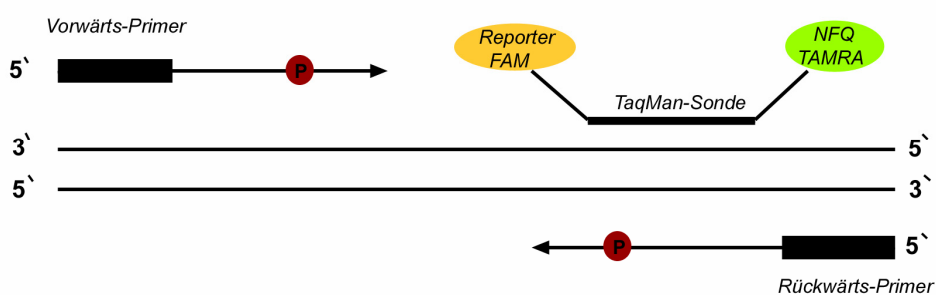 Vorwärts-Primer
5`
P
Reporter
FAM
NFQ
TAMRA
TaqMan-Sonde
3`
5`
5`
3`
P
5`
Rückwärts-Primer